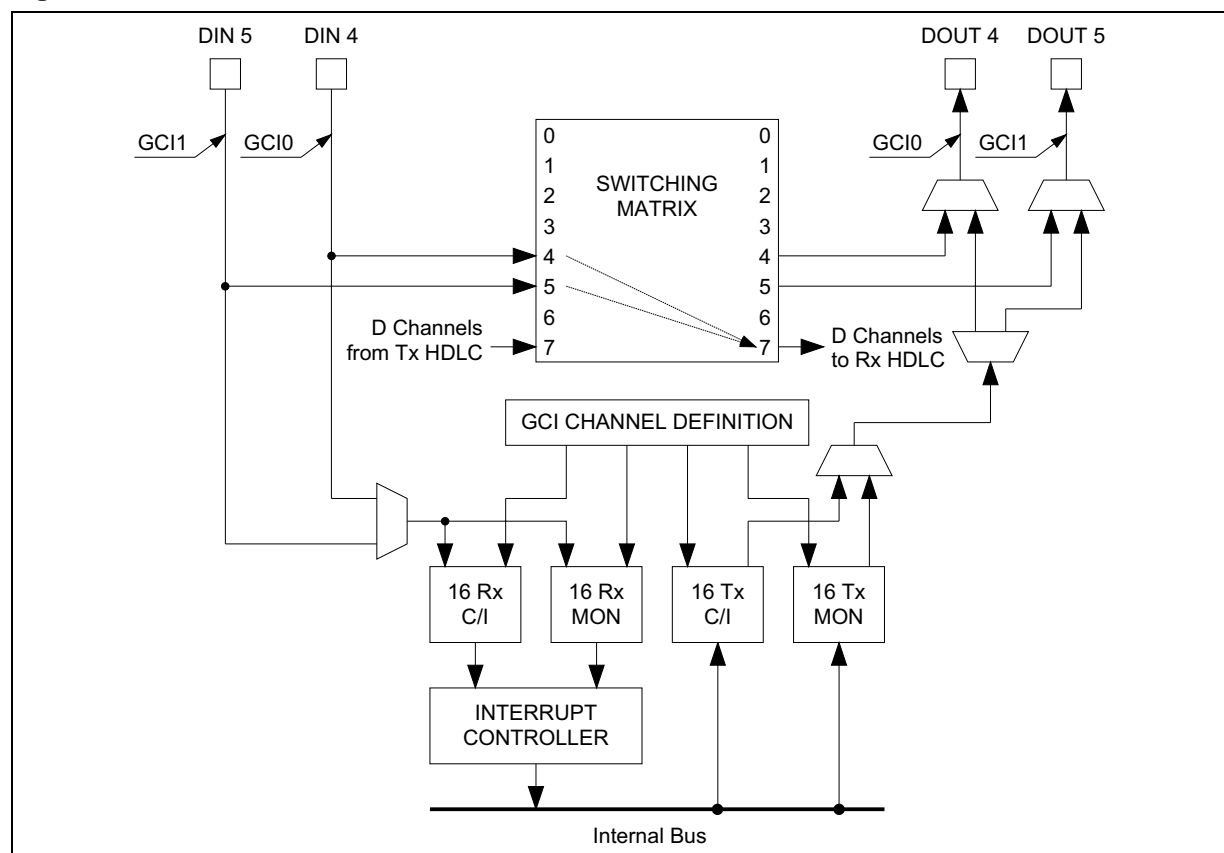 DIN 5
DIN 4
DOUT 4
DOUT 5
GCI1
GCI0
GCI0
GCI1
0
1
2
3
4
5
6
7
SWITCHING
MATRIX
0
1
2
3
4
5
6
7
D Channels
from Tx HDLC
D Channels
to Rx HDLC
GCI CHANNEL DEFINITION
16 Rx
C/I
16 Rx
MON
16 Tx
C/I
16 Tx
MON
INTERRUPT
CONTROLLER
Internal Bus